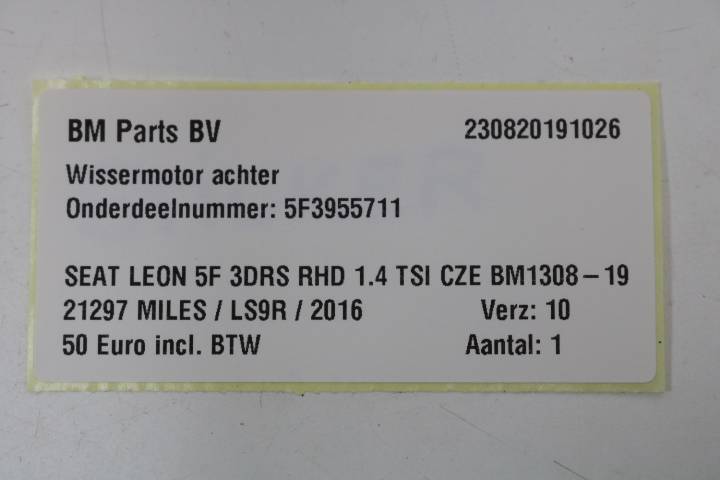 BM Parts BV 230820191026
Wissermotor achter
Onderdeelnummer: 5F3955711
SEAT LEON 5F 3DRS RHD 1.4 TSI CZE BM1308-19
21297 MILES / LS9R / 2016 Verz: 10
50 Euro incl. BTW Aantal: 1